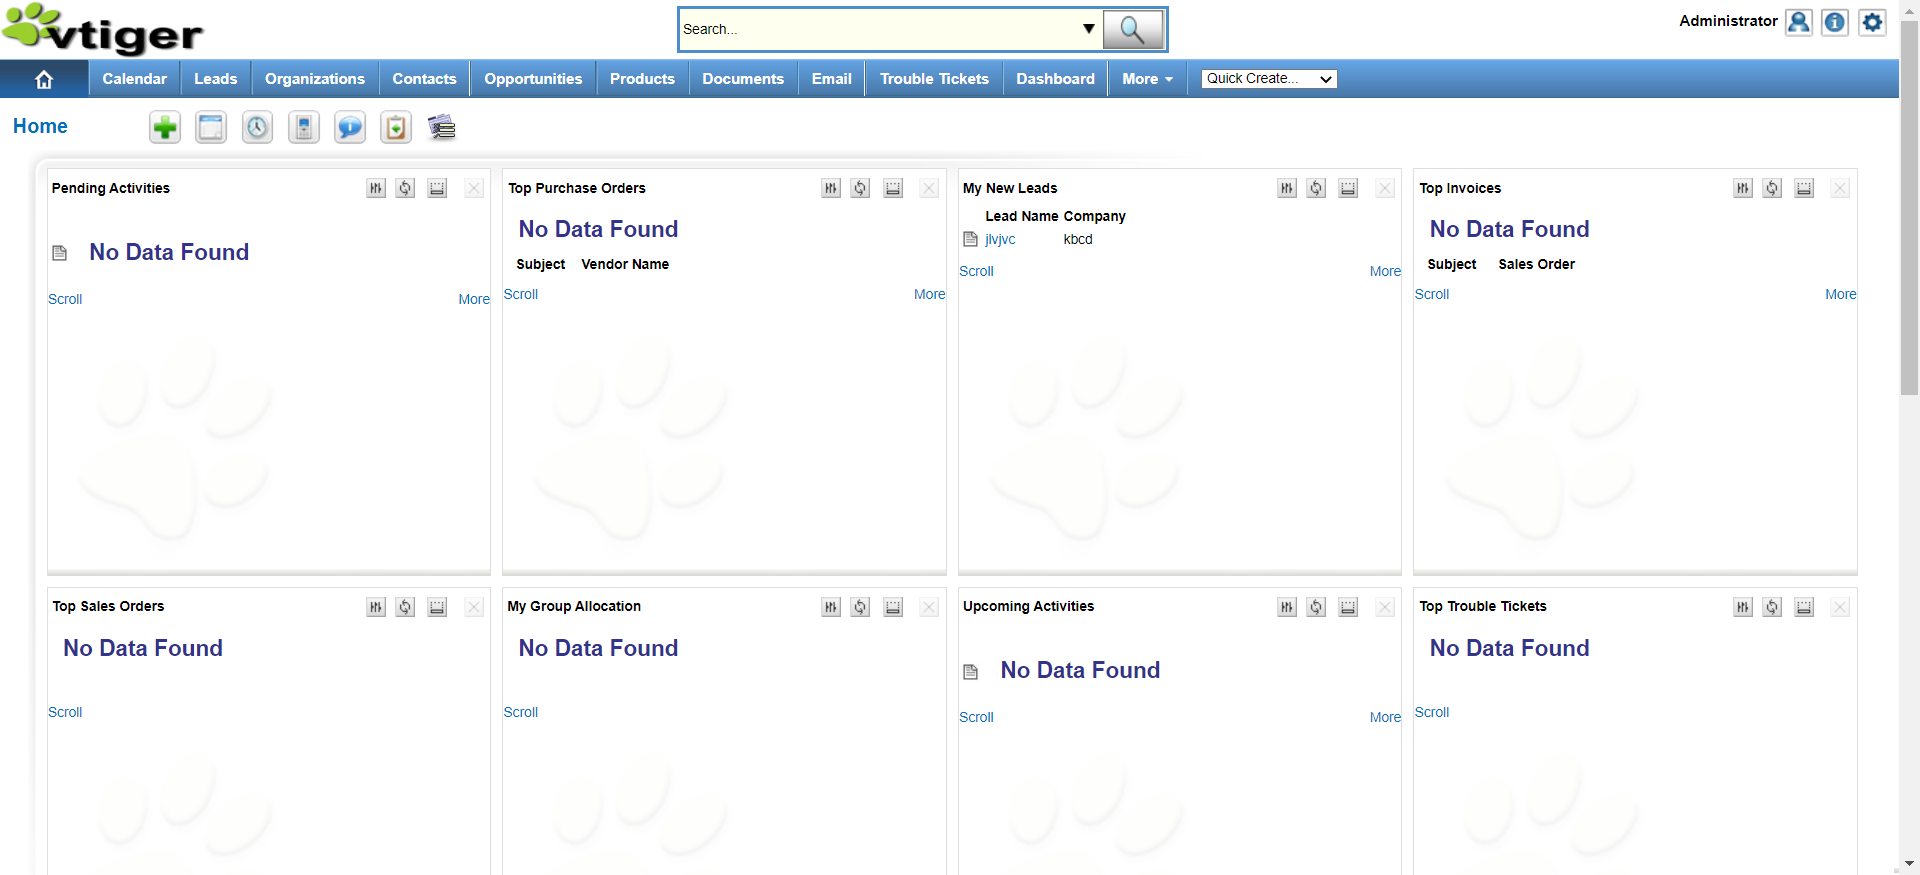 vtiger
Search...
Administrator
Calendar Leads Organizations Contacts Opportunities Products Documents Email Trouble Tickets Dashboard More Quick Create...
Home
Pending Activities
No Data Found
Scroll More
Top Purchase Orders
No Data Found
Subject Vendor Name
Scroll More
My New Leads
Lead Name Company
jlvjvc kbcd
Scroll More
Top Invoices
No Data Found
Subject Sales Order
Scroll More
Top Sales Orders
No Data Found
Scroll
My Group Allocation
No Data Found
Scroll
Upcoming Activities
No Data Found
Scroll More
Top Trouble Tickets
No Data Found
Scroll